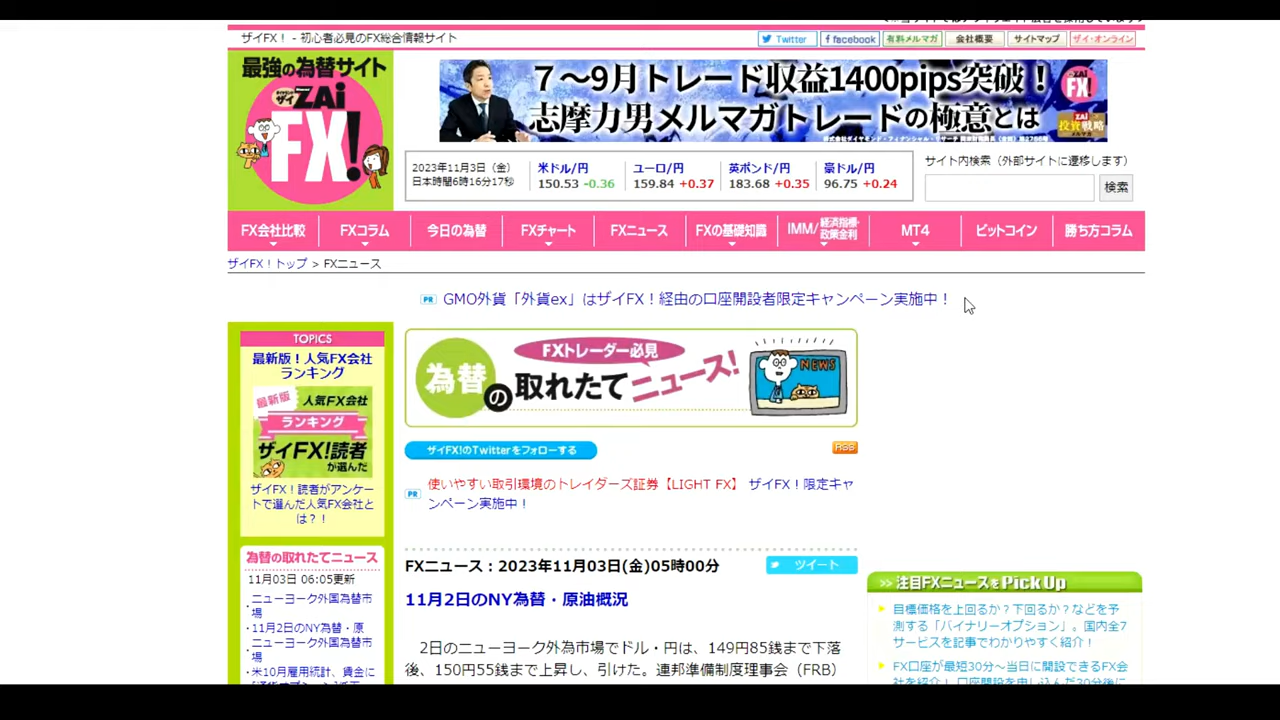 ザイFX！ - 初心者必見のFX総合情報サイト
Twitter
facebook
有料メルマガ
会社概要
サイトマップ
ザイ・オンライン
最強の為替サイト
ザイ ZAi
FX!
７～9月トレード収益1400pips突破！
志摩力男メルマガトレードの極意とは
ZAi
FX!
投資戦略
メルマガ
2023年11月3日（金）
日本時間6時16分17秒
米ドル/円
150.53 -0.36
ユーロ/円
159.84 +0.37
英ポンド/円
183.68 +0.35
豪ドル/円
96.75 +0.24
サイト内検索（外部サイトに遷移します）
検索
FX会社比較
FXコラム
今日の為替
FXチャート
FXニュース
FXの基礎知識
IMM/経済指標・政策金利
MT4
ビットコイン
勝ち方コラム
ザイFX！トップ > FXニュース
PR GMO外貨「外貨ex」はザイFX！経由の口座開設者限定キャンペーン実施中！
TOPICS
最新版！人気FX会社
ランキング
最新版 人気FX会社
ランキング
ザイFX!読者
が選んだ
ザイFX！読者がアンケー
トで選んだ人気FX会社と
は？！
為替の取れたてニュース
11月03日 06:05更新
・ニューヨーク外国為替市
場
・11月2日のNY為替・原
・ニューヨーク外国為替市
場
・米10月雇用統計、賃金に
FXトレーダー必見
為替の取れたてニュース!
NEWS
ザイFX!のTwitterをフォローする
RSS
PR 使いやすい取引環境のトレイダーズ証券【LIGHT FX】 ザイFX！限定キャ
ンペーン実施中！
FXニュース：2023年11月03日(金)05時00分
ツイート
11月2日のNY為替・原油概況
2日のニューヨーク外為市場でドル・円は、149円85銭まで下落
後、150円55銭まで上昇し、引けた。連邦準備制度理事会（FRB）
>> 注目FXニュースをPick Up
目標価格を上回るか？下回るか？などを予
測する「バイナリーオプション」。国内全7
サービスを記事でわかりやすく紹介！
FX口座が最短30分～当日に開設できるFX会